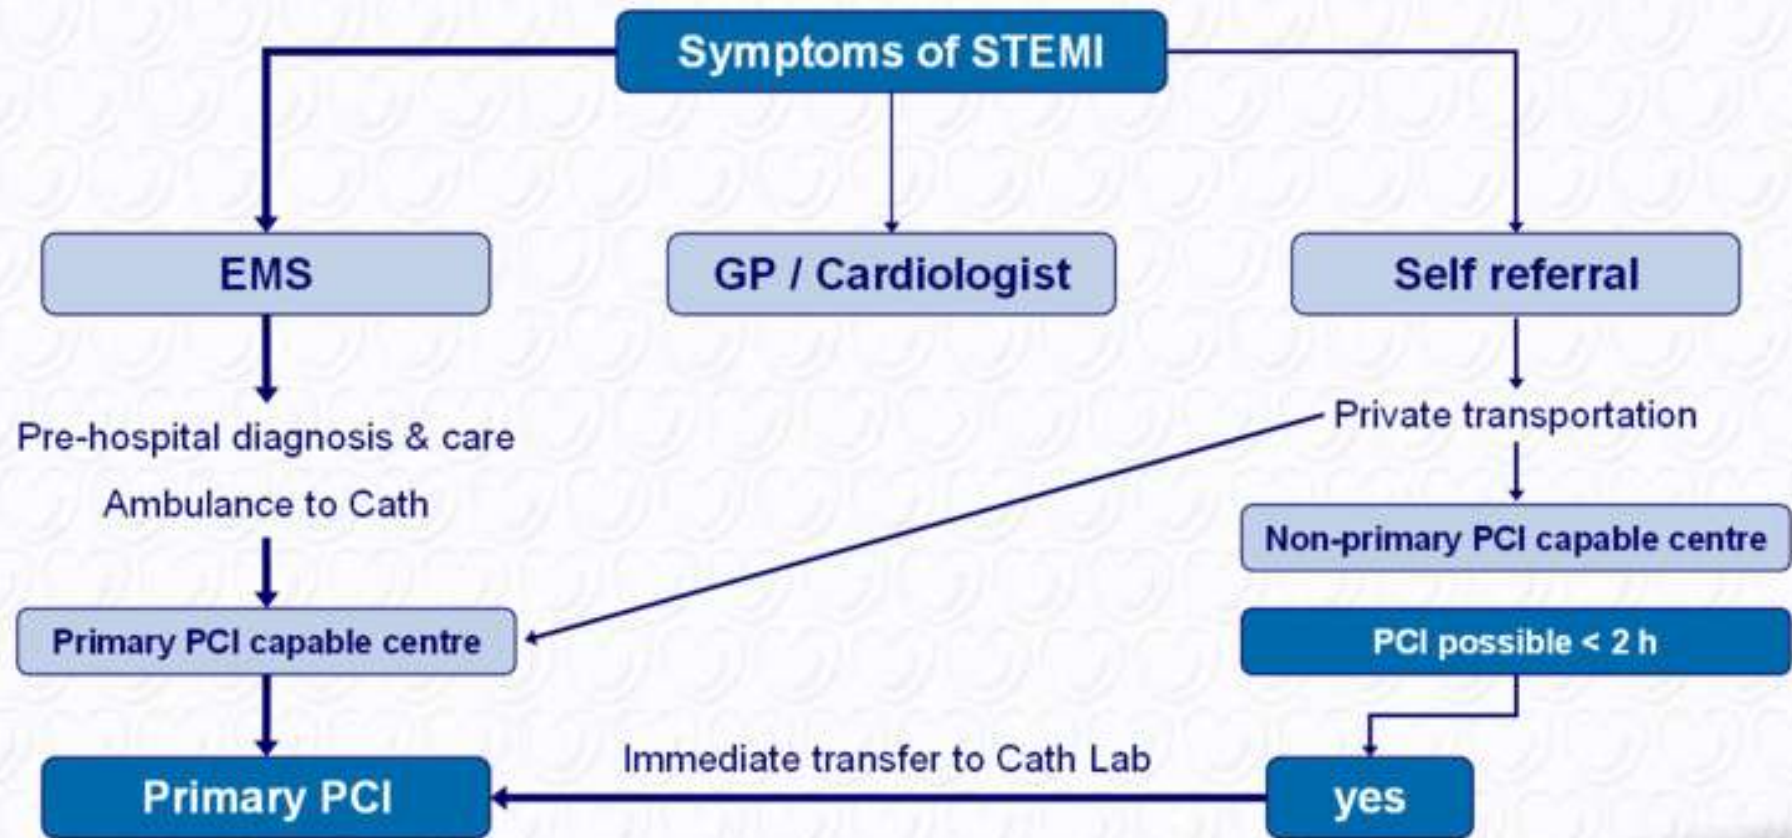 Symptoms of STEMI
EMS
GP / Cardiologist
Self referral
Pre-hospital diagnosis & care
Private transportation
Ambulance to Cath
Non-primary PCI capable centre
Primary PCI capable centre
PCI possible < 2 h
Immediate transfer to Cath Lab
Primary PCI
yes